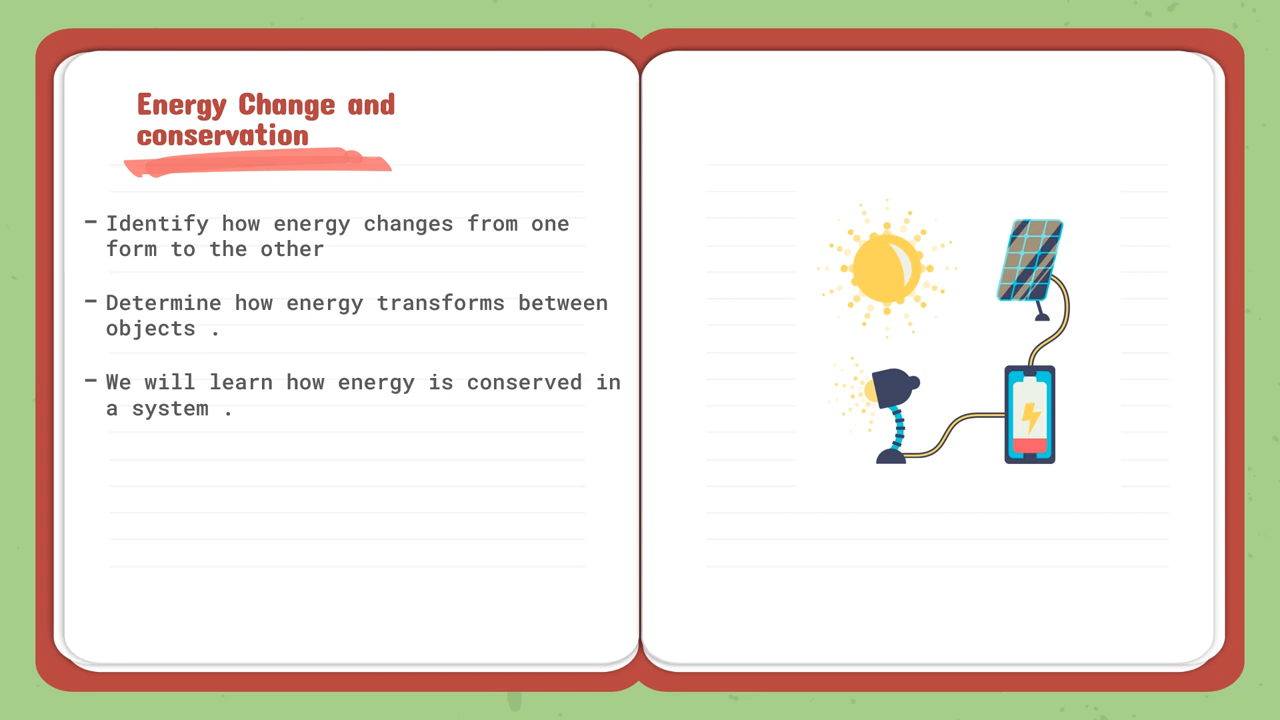 Energy Change and
conservation
- Identify how energy changes from one
form to the other
- Determine how energy transforms between
objects .
- We will learn how energy is conserved in
a system .